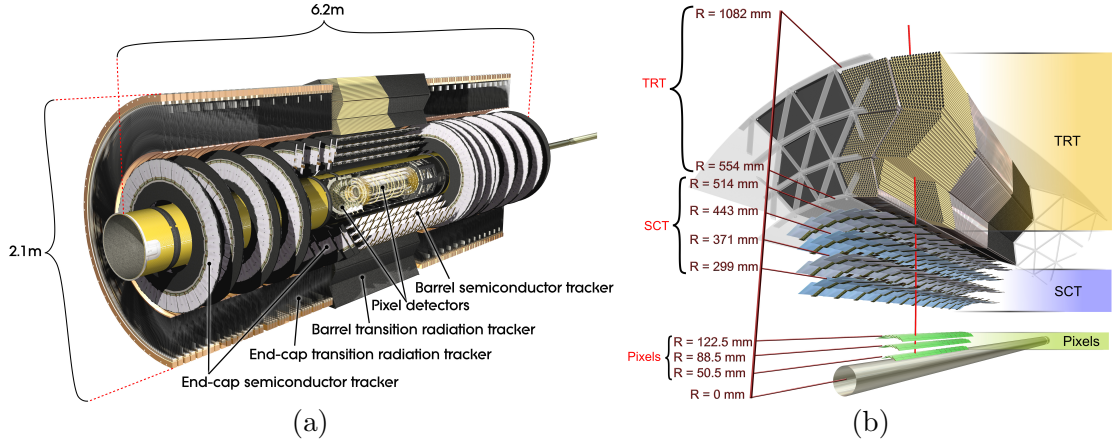 6.2m
2.1m
Barrel semiconductor tracker
Pixel detectors
Barrel transition radiation tracker
End-cap transition radiation tracker
End-cap semiconductor tracker
(a)
R = 1082 mm
TRT
R = 554 mm
R = 514 mm
R = 443 mm
SCT
R = 371 mm
R = 299 mm
Pixels
R = 122.5 mm
R = 88.5 mm
R = 50.5 mm
R = 0 mm
TRT
SCT
Pixels
(b)